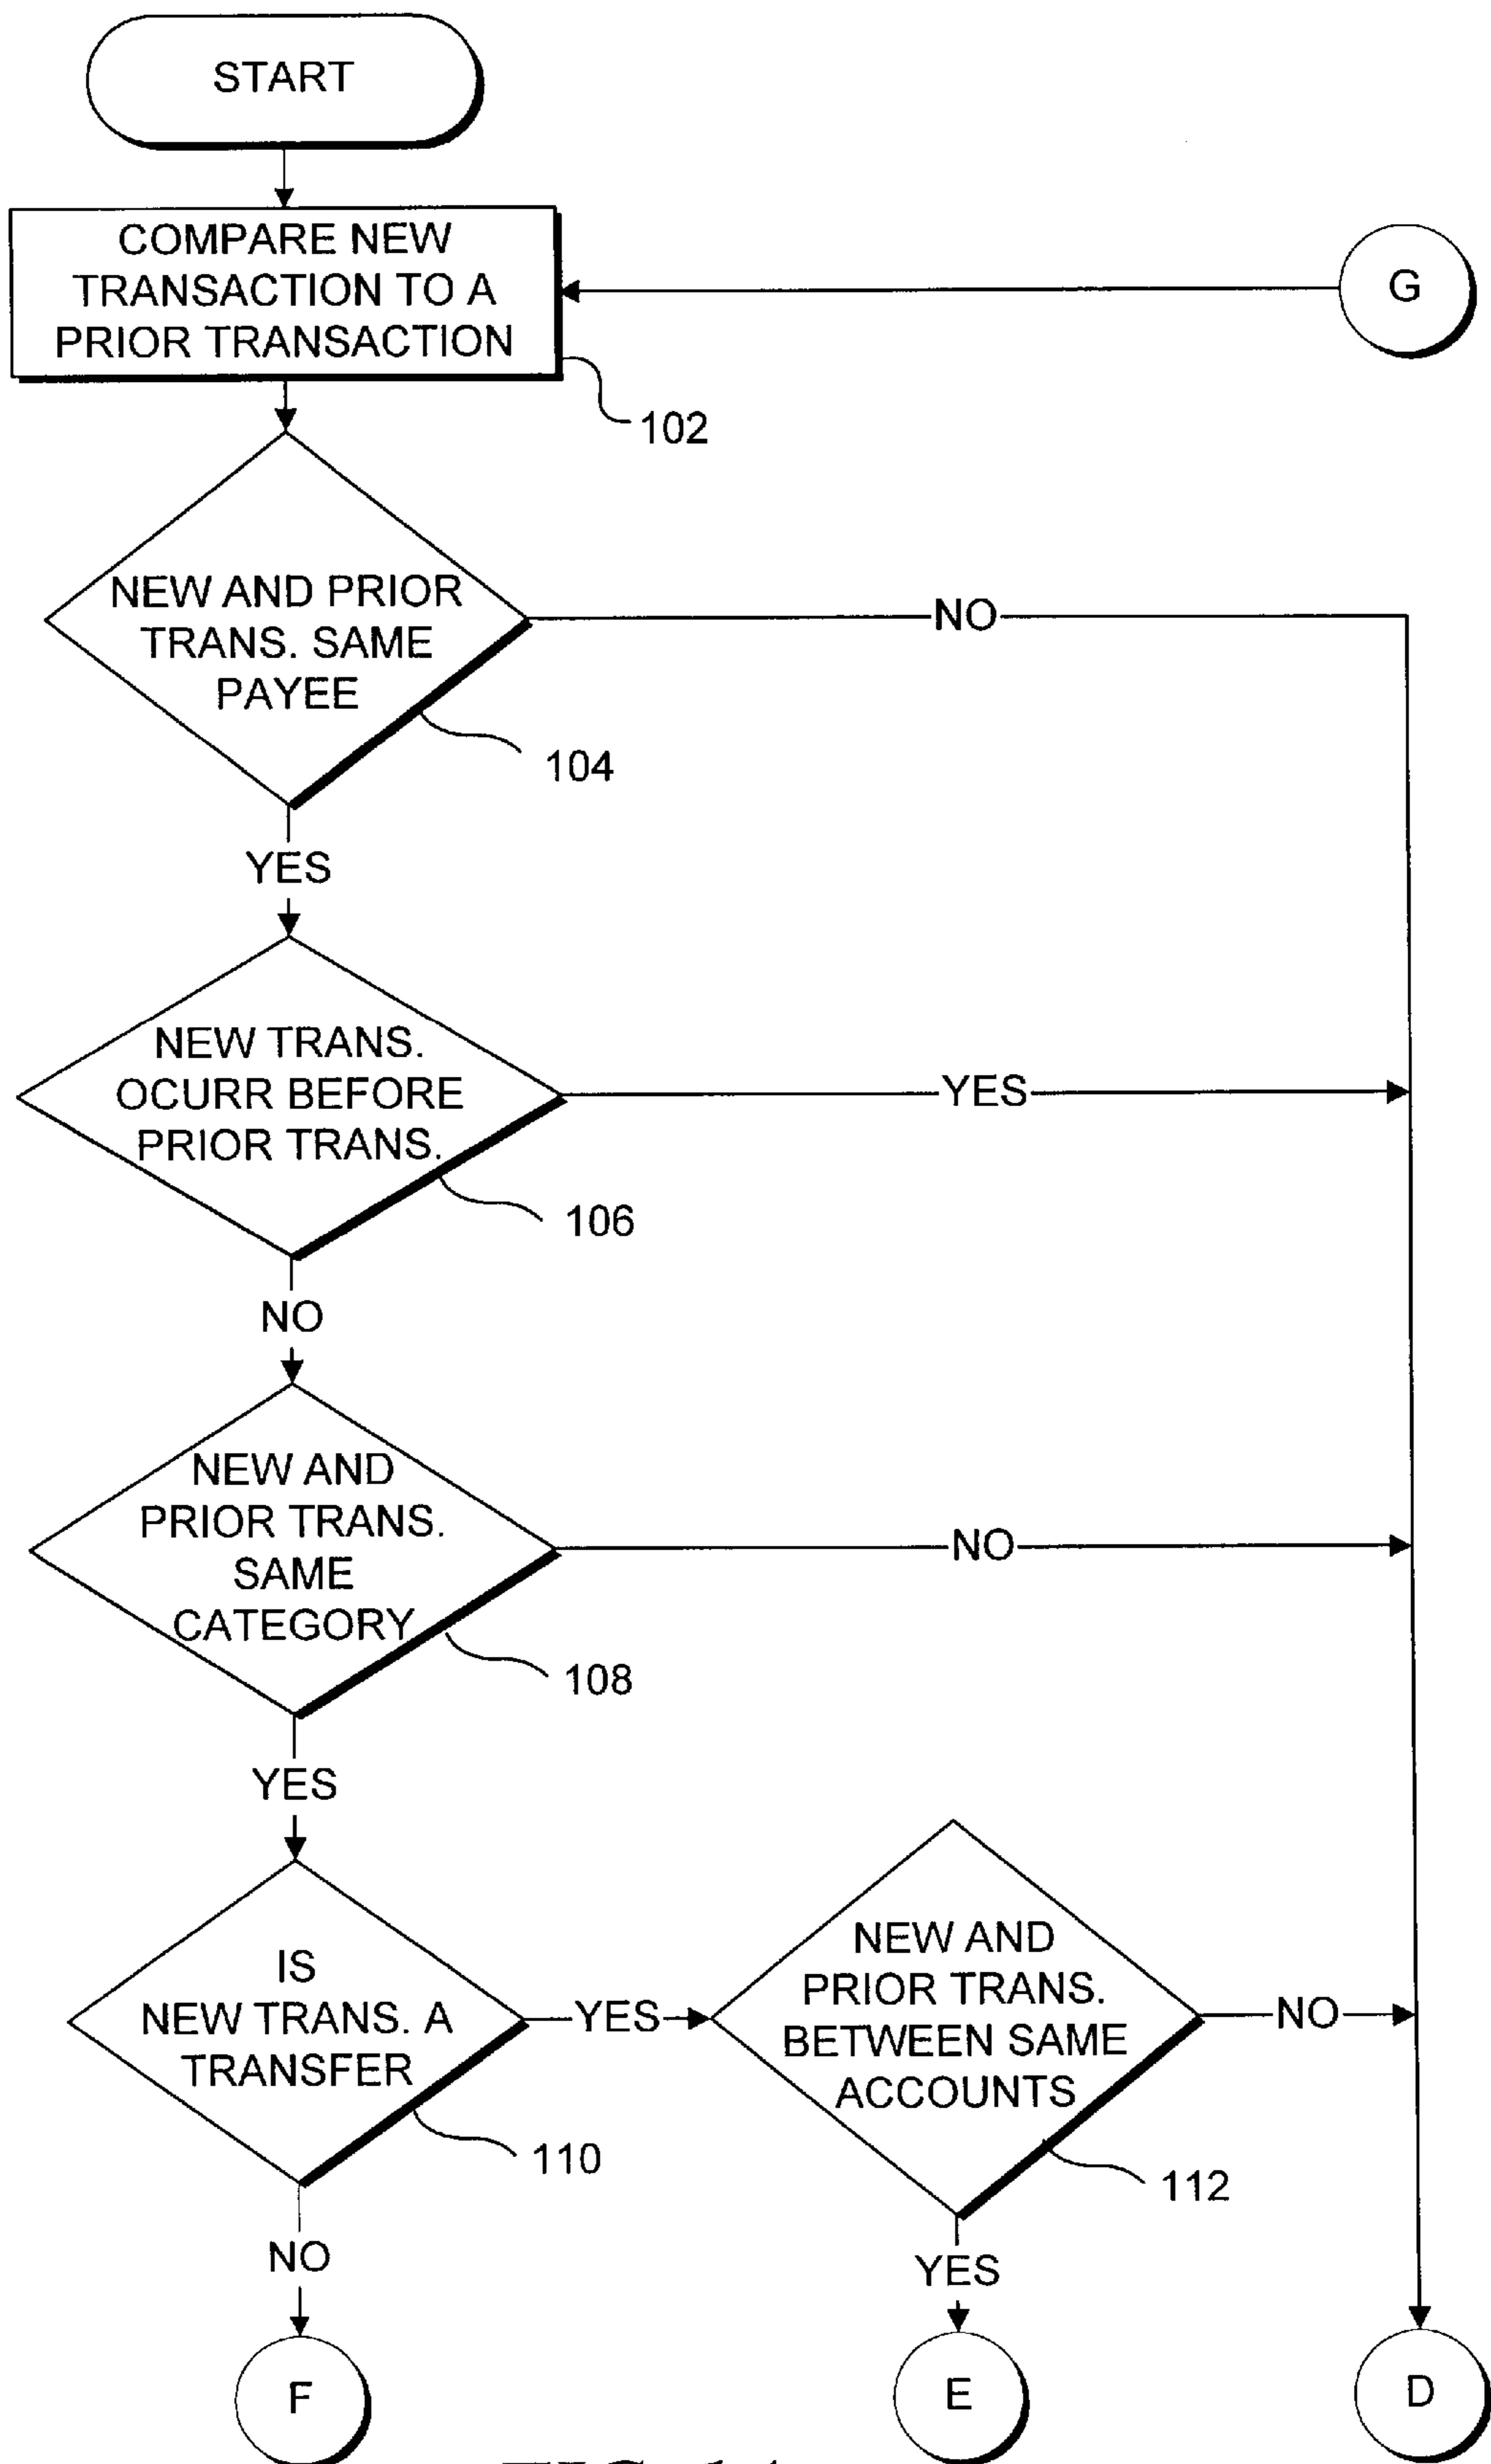 START
COMPARE NEW
TRANSACTION TO A
PRIOR TRANSACTION
G
102
NEW AND PRIOR
TRANS. SAME
PAYEE
NO
104
YES
NEW TRANS.
OCURR BEFORE
PRIOR TRANS.
YES
106
NO
NEW AND
PRIOR TRANS.
SAME
CATEGORY
NO
108
YES
IS
NEW TRANS. A
TRANSFER
YES
NEW AND
PRIOR TRANS.
BETWEEN SAME
ACCOUNTS
NO
110
112
NO
YES
F
E
D